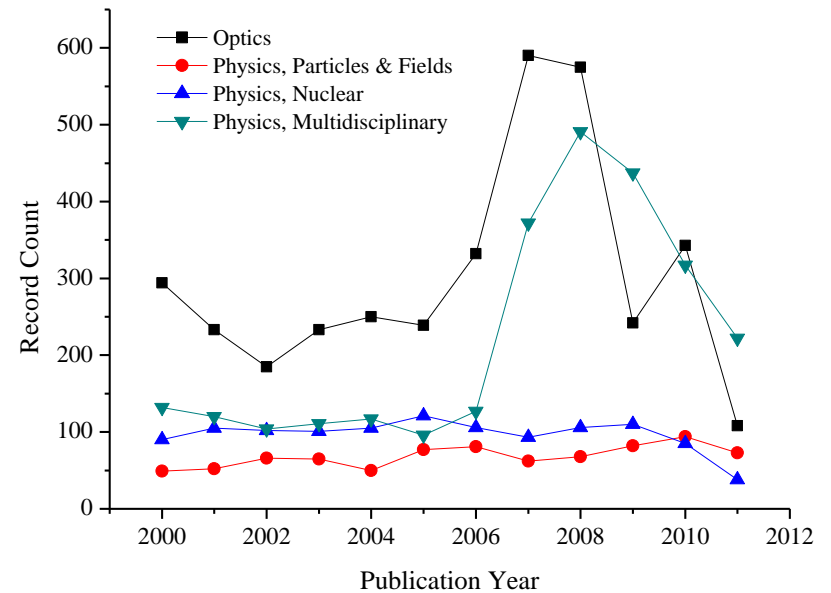 Optics
Physics, Particles & Fields
Physics, Nuclear
Physics, Multidisciplinary
600
500
400
300
200
100
0
Record Count
2000 2002 2004 2006 2008 2010 2012
Publication Year